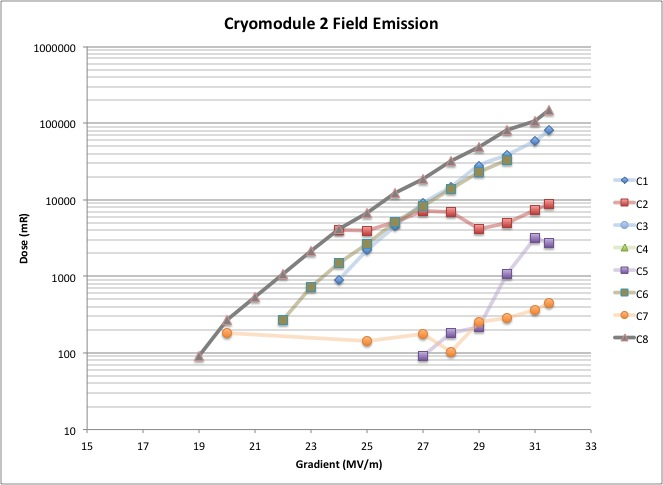 Cryomodule 2 Field Emission
1000000
100000
10000
1000
100
10
Dose (mR)
15 17 19 21 23 25 27 29 31 33
Gradient (MV/m)
C1
C2
C3
C4
C5
C6
C7
C8